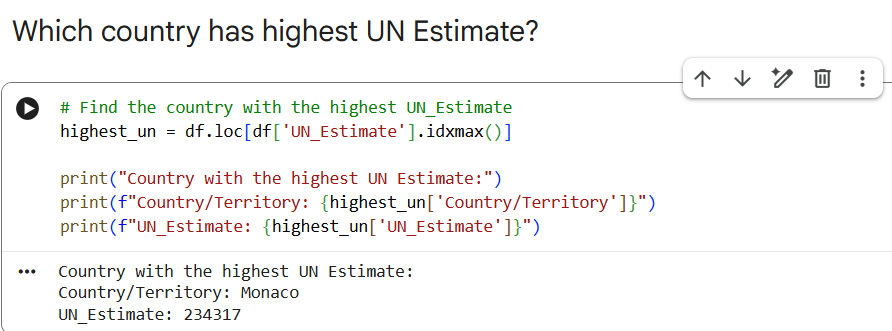 Which country has highest UN Estimate?
# Find the country with the highest UN_Estimate
highest_un = df.loc[df['UN_Estimate'].idxmax()]
print("Country with the highest UN Estimate:")
print(f"Country/Territory: {highest_un['Country/Territory']}")
print(f"UN_Estimate: {highest_un['UN_Estimate']}")
Country with the highest UN Estimate:
Country/Territory: Monaco
UN_Estimate: 234317